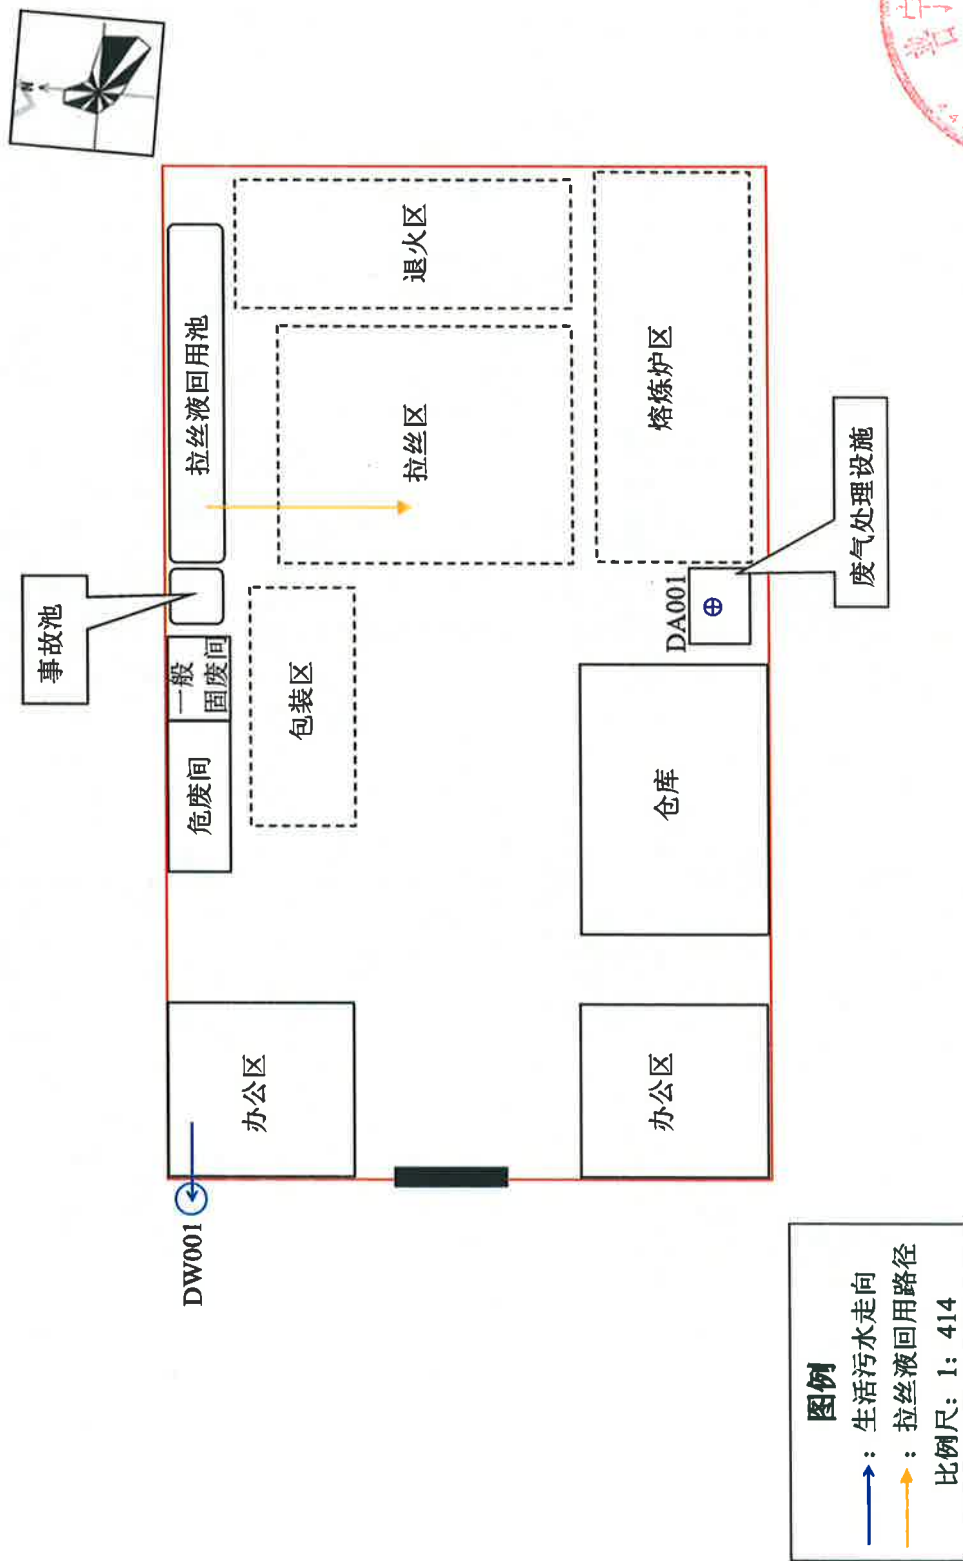 N
拉丝液回用池
退火区
拉丝区
熔炼炉区
事故池
一般
固废间
危废间
包装区
DA001
废气处理设施
仓库
办公区
办公区
DW001
图例
：生活污水走向
：拉丝液回用路径
比例尺：1：414